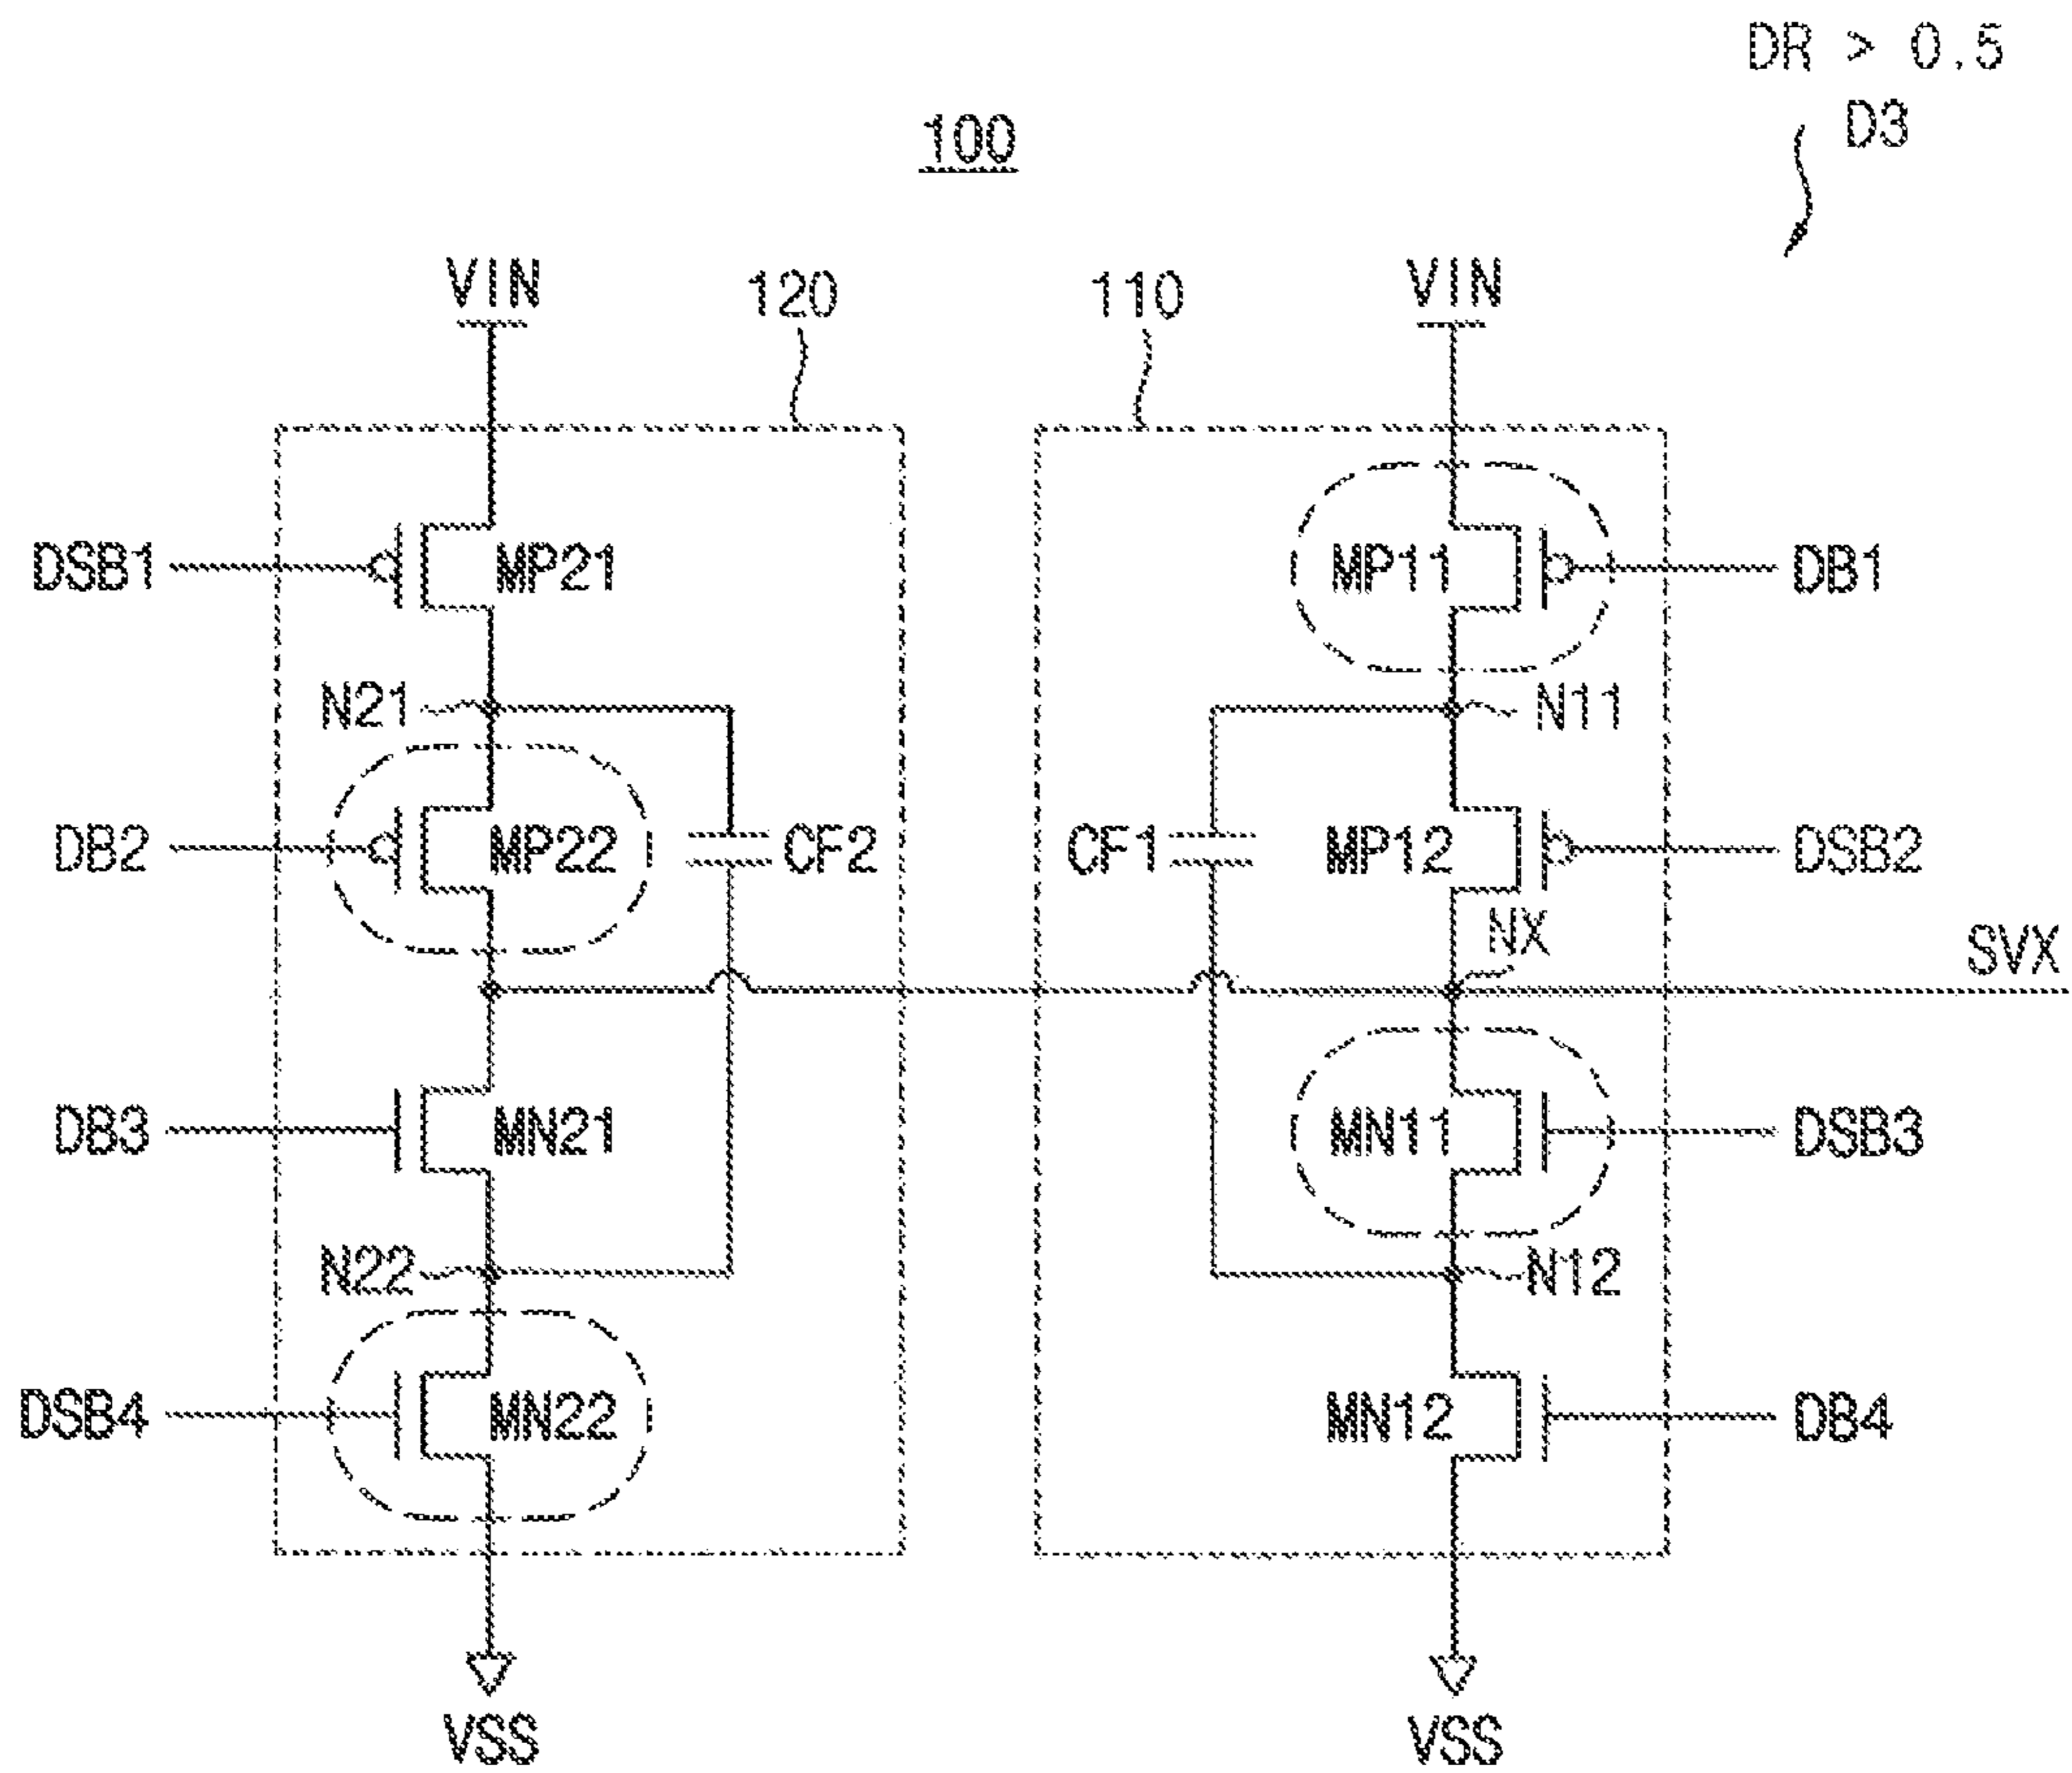 DR > 0.5
D3
100
VIN
120
110
VIN
DSB1
MP21
MP11
DB1
N21
N11
DB2
MP22
CF2
CF1
MP12
DSB2
NX
SVX
DB3
MN21
MN11
DSB3
N22
N12
DSB4
MN22
MN12
DB4
VSS
VSS